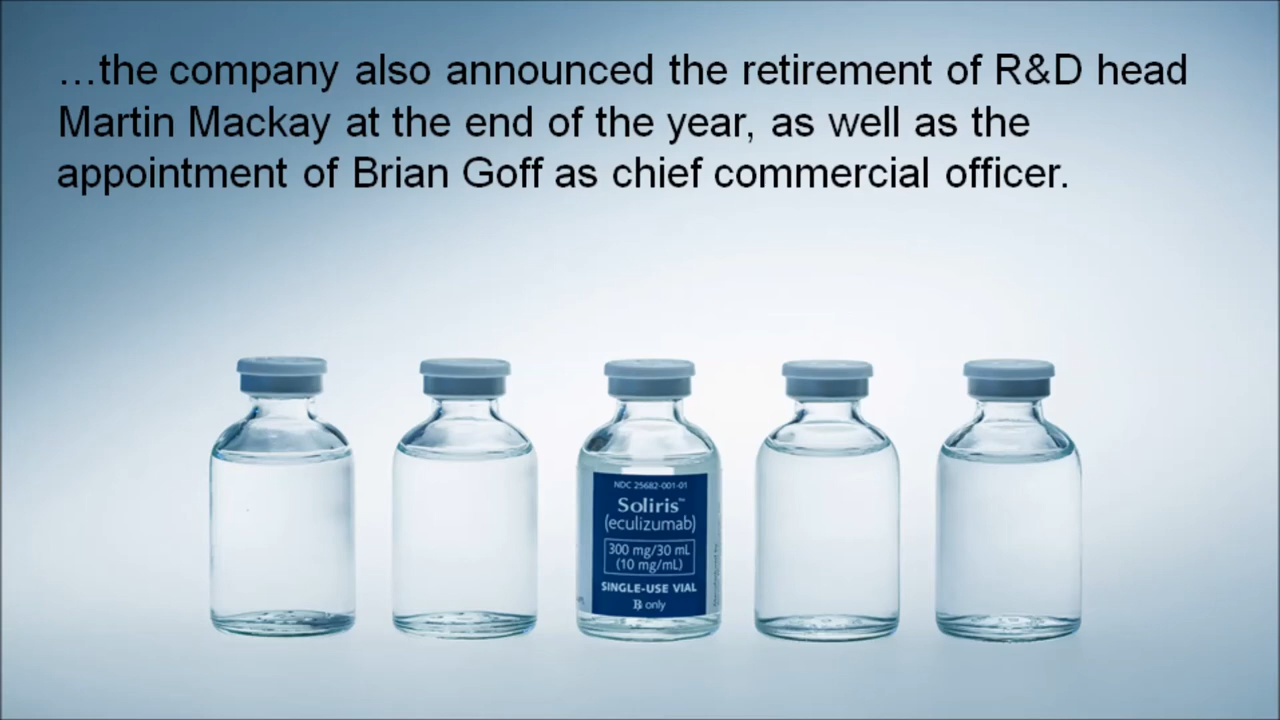 …the company also announced the retirement of R&D head
Martin Mackay at the end of the year, as well as the
appointment of Brian Goff as chief commercial officer.
NDC 25682-001-01
Soliris™
(eculizumab)
300 mg/30 mL
(10 mg/mL)
SINGLE-USE VIAL
℞ only